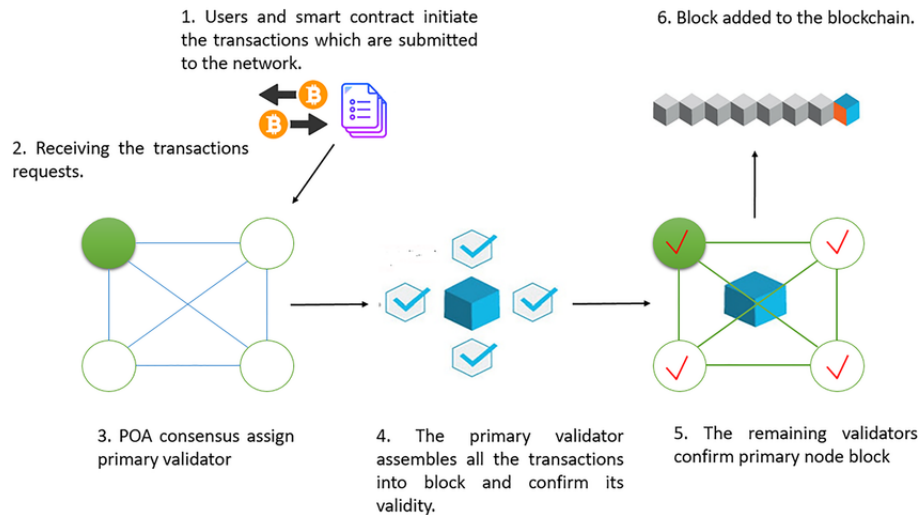 1. Users and smart contract initiate
the transactions which are submitted
to the network.
6. Block added to the blockchain.
2. Receiving the transactions
requests.
3. POA consensus assign
primary validator
4. The primary validator
assembles all the transactions
into block and confirm its
validity.
5. The remaining validators
confirm primary node block